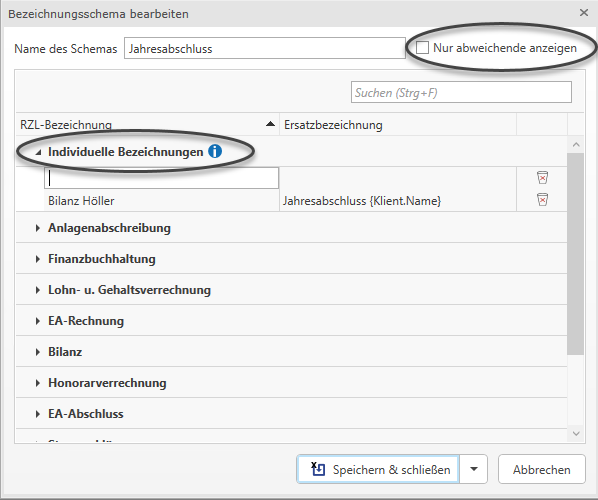 Bezeichnungsschema bearbeiten
Name des Schemas Jahresabschluss Nur abweichende anzeigen
Suchen (Strg+F)
RZL-Bezeichnung Ersatzbezeichnung
Individuelle Bezeichnungen
Bilanz Höller Jahresabschluss {Klient.Name}
Anlagenabschreibung
Finanzbuchhaltung
Lohn- u. Gehaltsverrechnung
EA-Rechnung
Bilanz
Honorarverrechnung
EA-Abschluss
Speichern & schließen Abbrechen